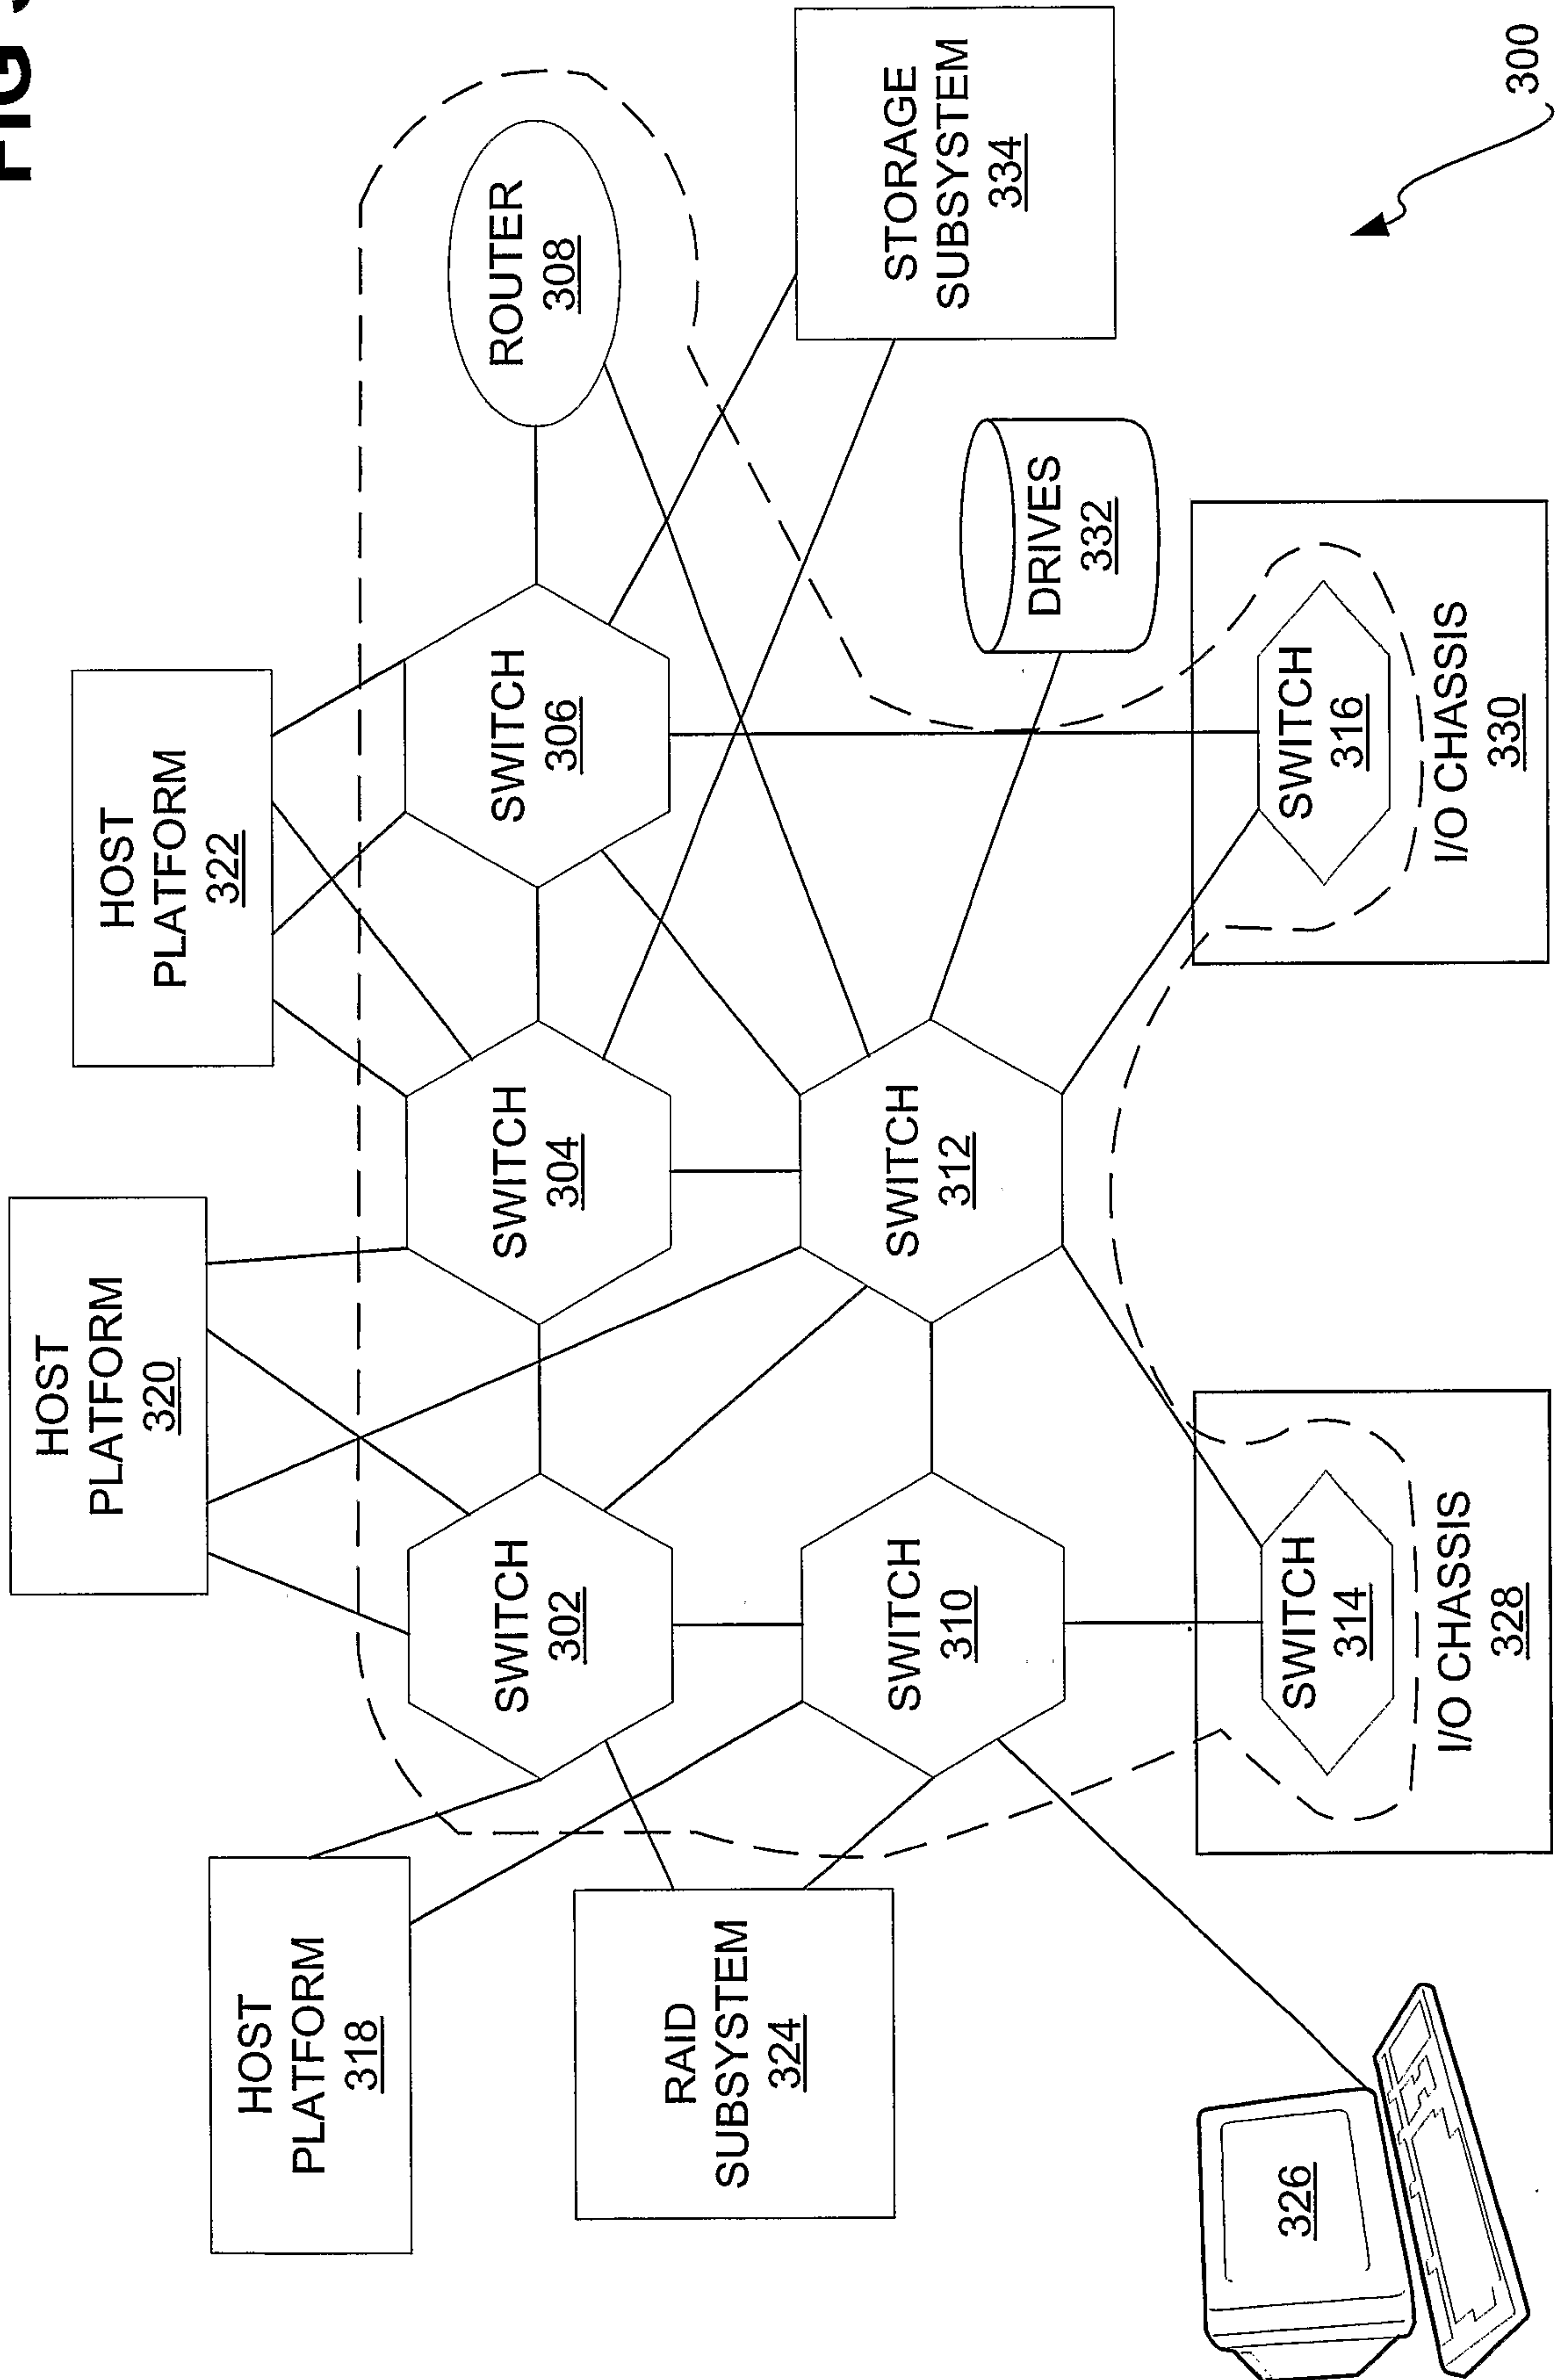 FIG
HOST
PLATFORM
320
HOST
PLATFORM
322
HOST
PLATFORM
318
SWITCH
302
SWITCH
304
SWITCH
306
ROUTER
308
RAID
SUBSYSTEM
324
SWITCH
310
SWITCH
312
STORAGE
SUBSYSTEM
334
DRIVES
332
326
SWITCH
314
I/O CHASSIS
328
SWITCH
316
I/O CHASSIS
330
300